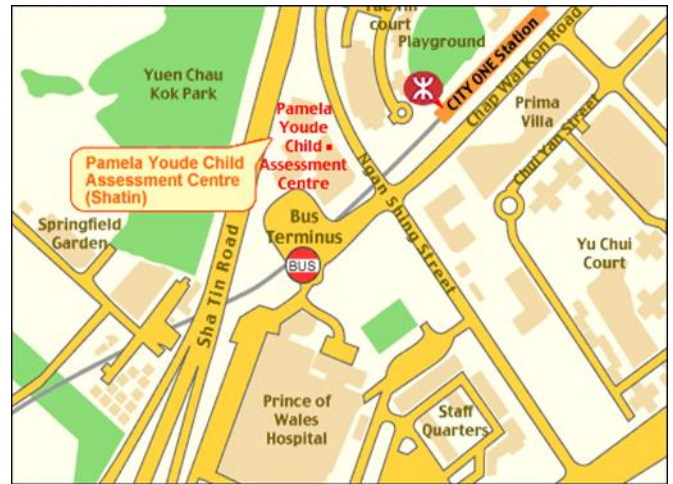 Yue Tin
court
Playground
CITY ONE Station
Chap Wai Kon Road
Yuen Chau
Kok Park
Pamela
Youde
Child
Assessment
Centre
Prima
Villa
Chui Yan Street
Pamela Youde Child
Assessment Centre
(Shatin)
Ngan Shing Street
Springfield
Garden
Bus
Terminus
BUS
Sha Tin Road
Yu Chui
Court
Prince of
Wales
Hospital
Staff
Quarters